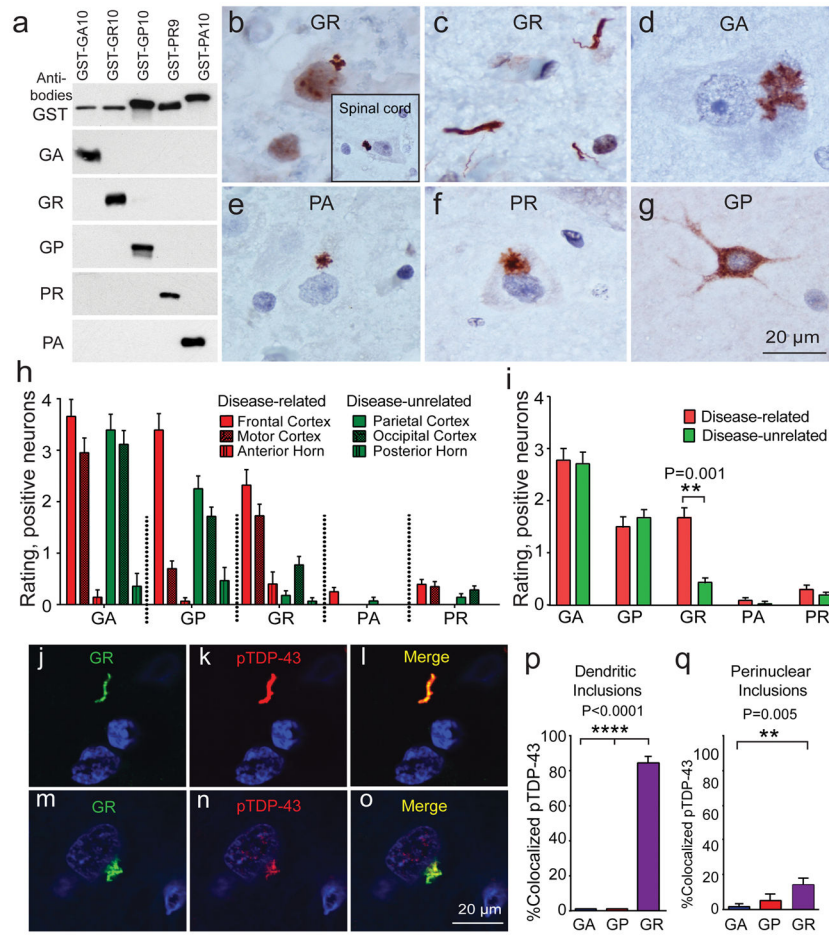 a
GST-GA10
GST-GR10
GST-GP10
GST-PR9
GST-PA10
Anti-
bodies
GST
GA
GR
GP
PR
PA
b
GR
Spinal cord
c
GR
d
GA
e
PA
f
PR
g
GP
20 µm
h
Rating, positive neurons
4
3
2
1
0
Disease-related
Frontal Cortex
Motor Cortex
Anterior Horn
Disease-unrelated
Parietal Cortex
Occipital Cortex
Posterior Horn
GA
GP
GR
PA
PR
i
Rating, positive neurons
4
3
2
1
0
Disease-related
Disease-unrelated
P=0.001
**
GA
GP
GR
PA
PR
j
GR
k
pTDP-43
l
Merge
m
GR
n
pTDP-43
o
Merge
20 µm
p
Dendritic
Inclusions
P<0.0001
****
%Colocalized pTDP-43
100
80
60
40
20
0
GA
GP
GR
q
Perinuclear
Inclusions
P=0.005
**
%Colocalized pTDP-43
100
80
60
40
20
0
GA
GP
GR